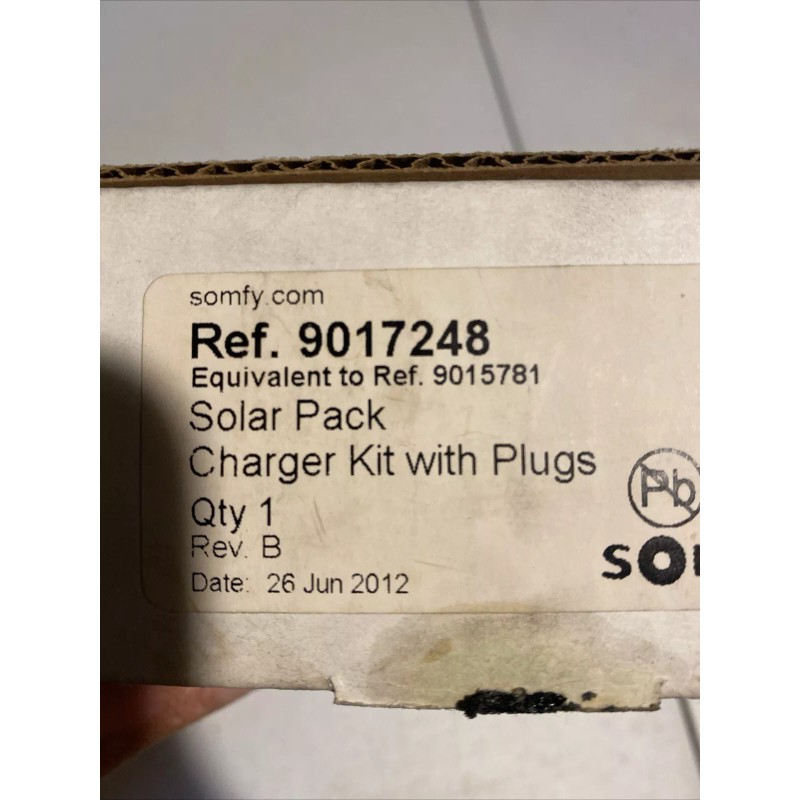 somfy.com
Ref. 9017248
Equivalent to Ref. 9015781
Solar Pack
Charger Kit with Plugs
Pb
Qty 1
Rev. B
so
Date: 26 Jun 2012